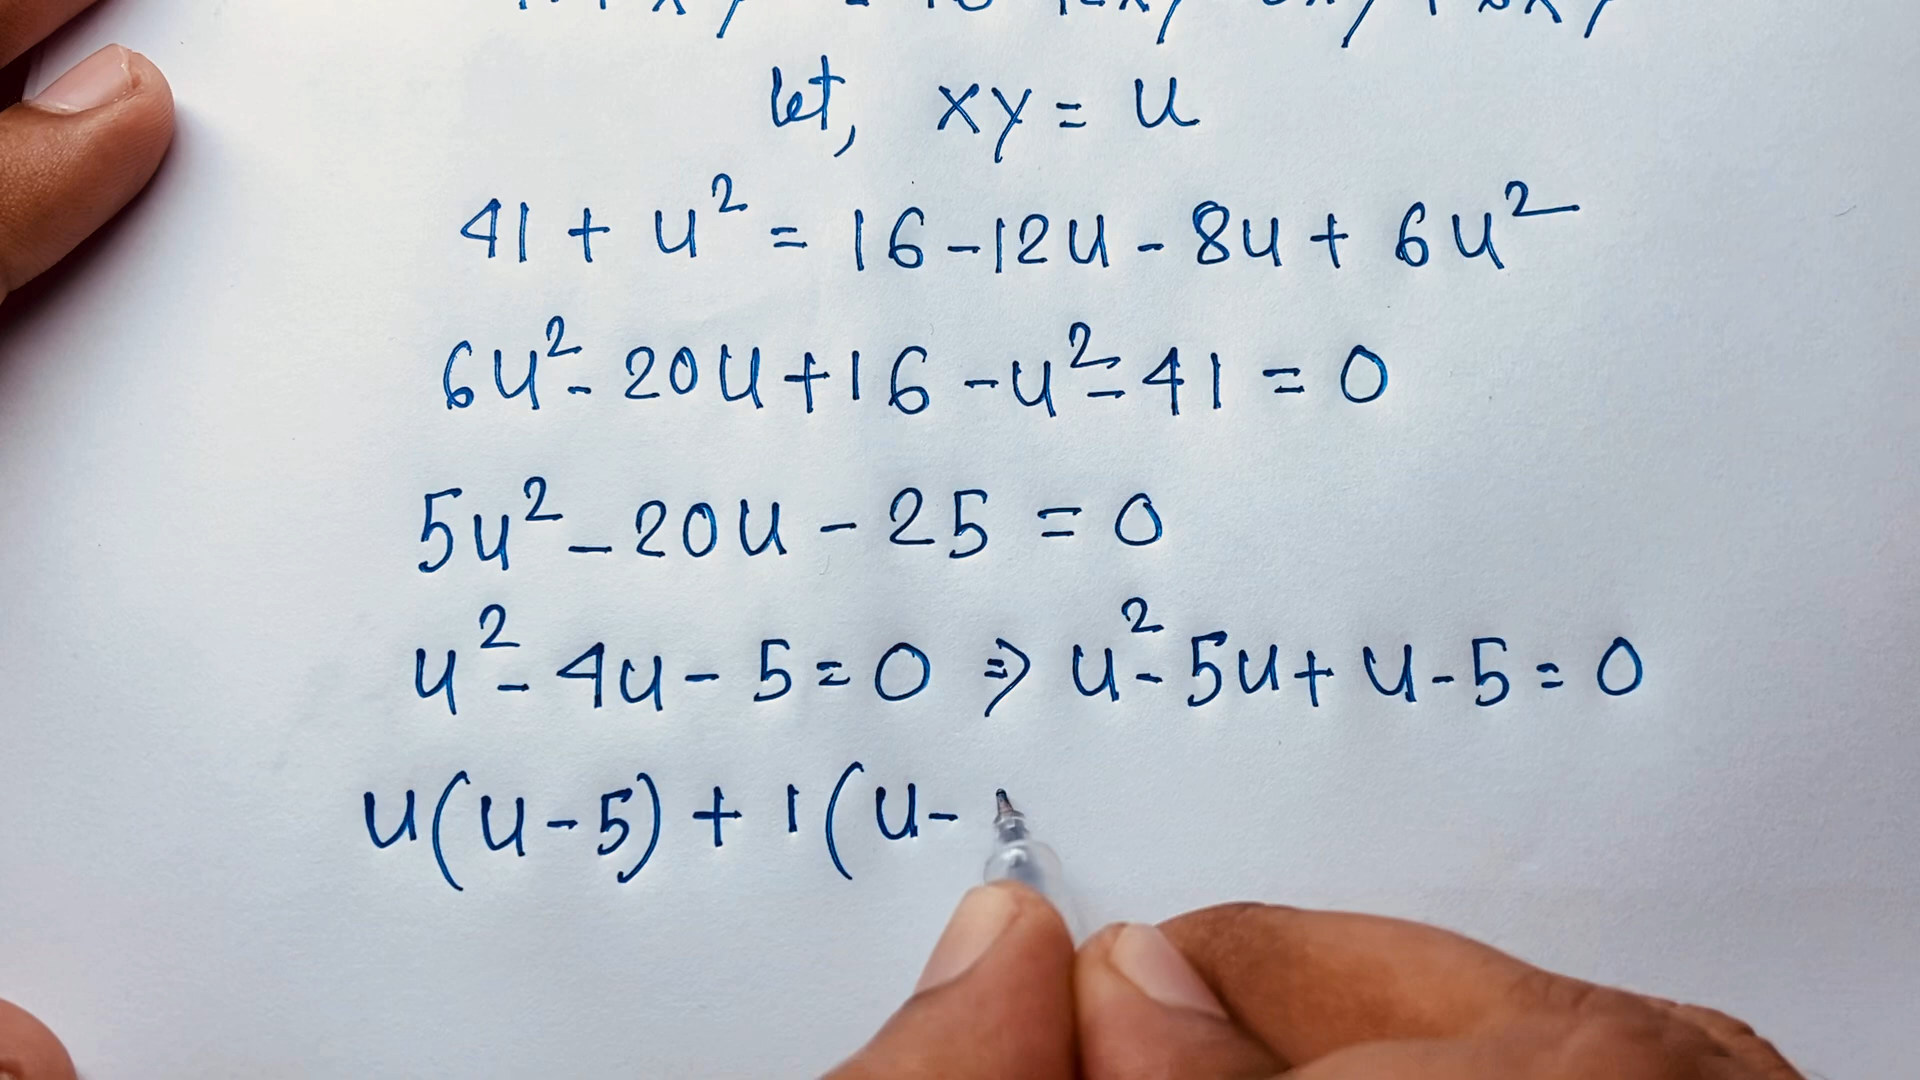 let, xy = u
41 + u² = 16 - 12u - 8u + 6u²
6u² - 20u + 16 - u² - 41 = 0
5u² - 20u - 25 = 0
u² - 4u - 5 = 0 ⇒ u² - 5u + u - 5 = 0
u(u - 5) + 1(u -